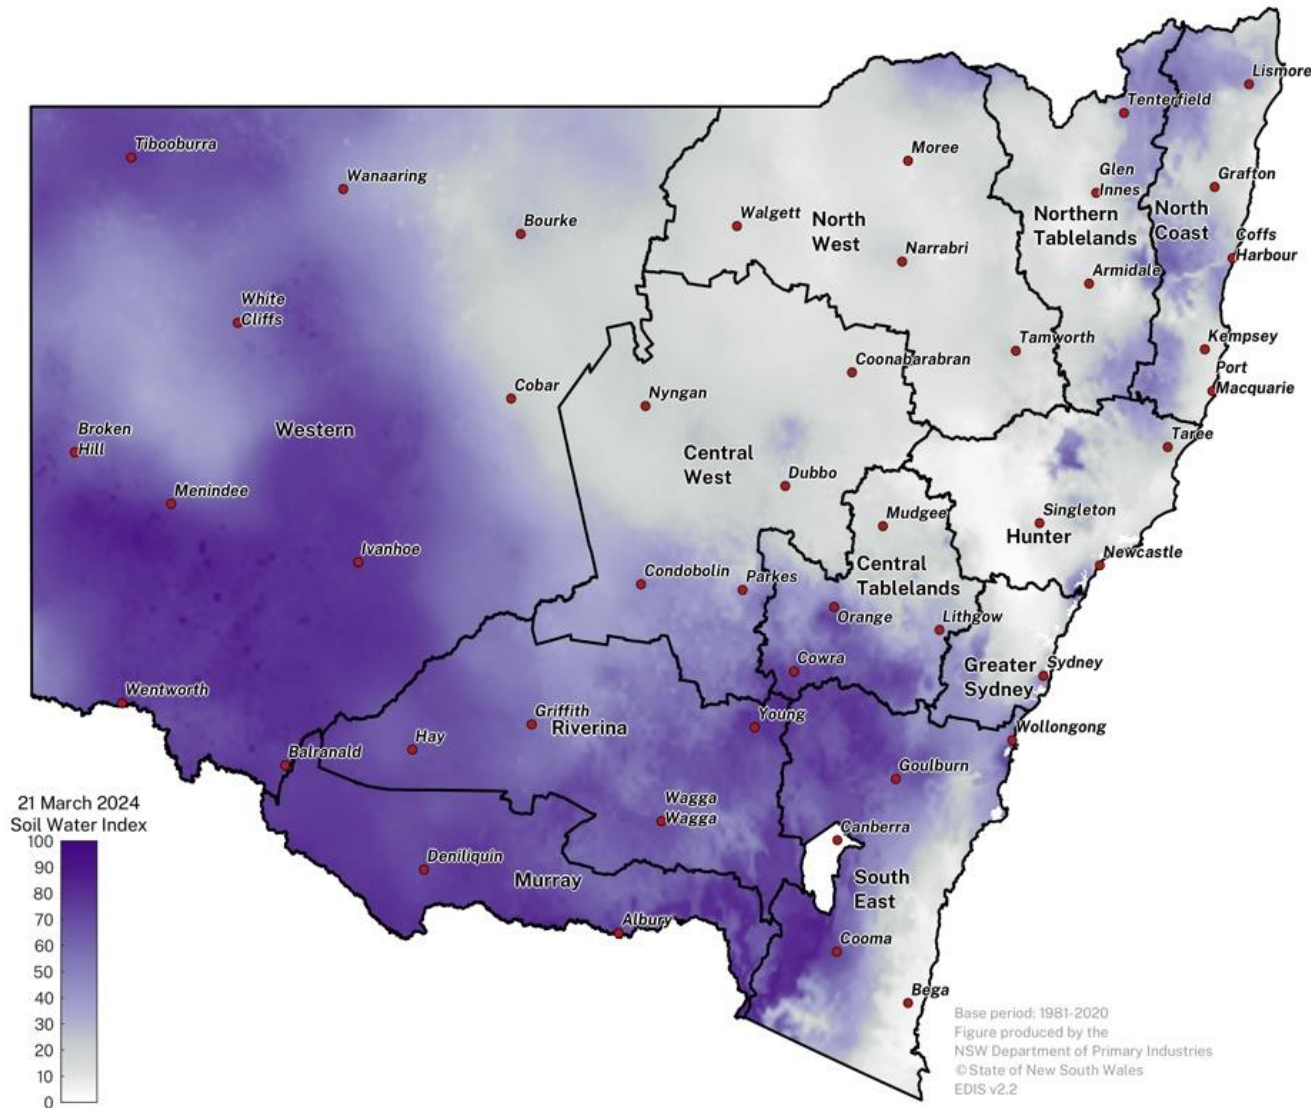 Lismore
Tenterfield
Tibooburra
Moree
Wanaaring
Glen
Innes
Grafton
Walgett
North
West
Northern
Tablelands
North
Coast
Bourke
Coffs
Harbour
Narrabri
Armidale
White
Cliffs
Tamworth
Kempsey
Coonabarabran
Port
Macquarie
Cobar
Nyngan
Broken
Hill
Western
Taree
Central
West
Dubbo
Menindee
Mudgee
Singleton
Hunter
Ivanhoe
Newcastle
Condobolin
Parkes
Central
Tablelands
Orange
Lithgow
Cowra
Greater
Sydney
Sydney
Wentworth
Griffith
Riverina
Young
Wollongong
Hay
Balranald
Goulburn
21 March 2024
Soil Water Index
100
90
80
70
60
50
40
30
20
10
0
Wagga
Wagga
Canberra
Deniliquin
Murray
South
East
Albury
Cooma
Bega
Base period: 1981-2020
Figure produced by the
NSW Department of Primary Industries
©State of New South Wales
EDIS v2.2